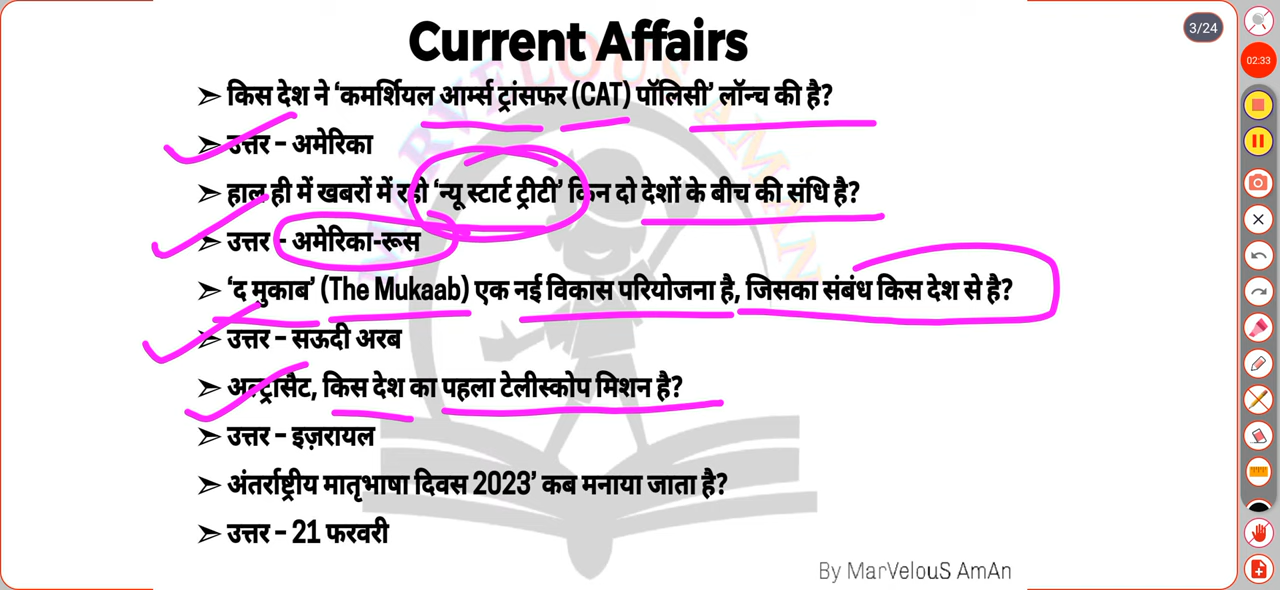 Current Affairs
3/24
02:33
➢ किस देश ने ‘कमर्शियल आर्म्स ट्रांसफर (CAT) पॉलिसी’ लॉन्च की है?
➢ उत्तर – अमेरिका
➢ हाल ही में खबरों में रही ‘न्यू स्टार्ट ट्रीटी’ किन दो देशों के बीच की संधि है?
➢ उत्तर - अमेरिका-रूस
➢ ‘द मुकाब’ (The Mukaab) एक नई विकास परियोजना है, जिसका संबंध किस देश से है?
➢ उत्तर – सऊदी अरब
➢ अल्ट्रासैट, किस देश का पहला टेलीस्कोप मिशन है?
➢ उत्तर – इज़रायल
➢ अंतर्राष्ट्रीय मातृभाषा दिवस 2023’ कब मनाया जाता है?
➢ उत्तर – 21 फरवरी
MARVELOUS AMAN
By MarVelouS AmAn